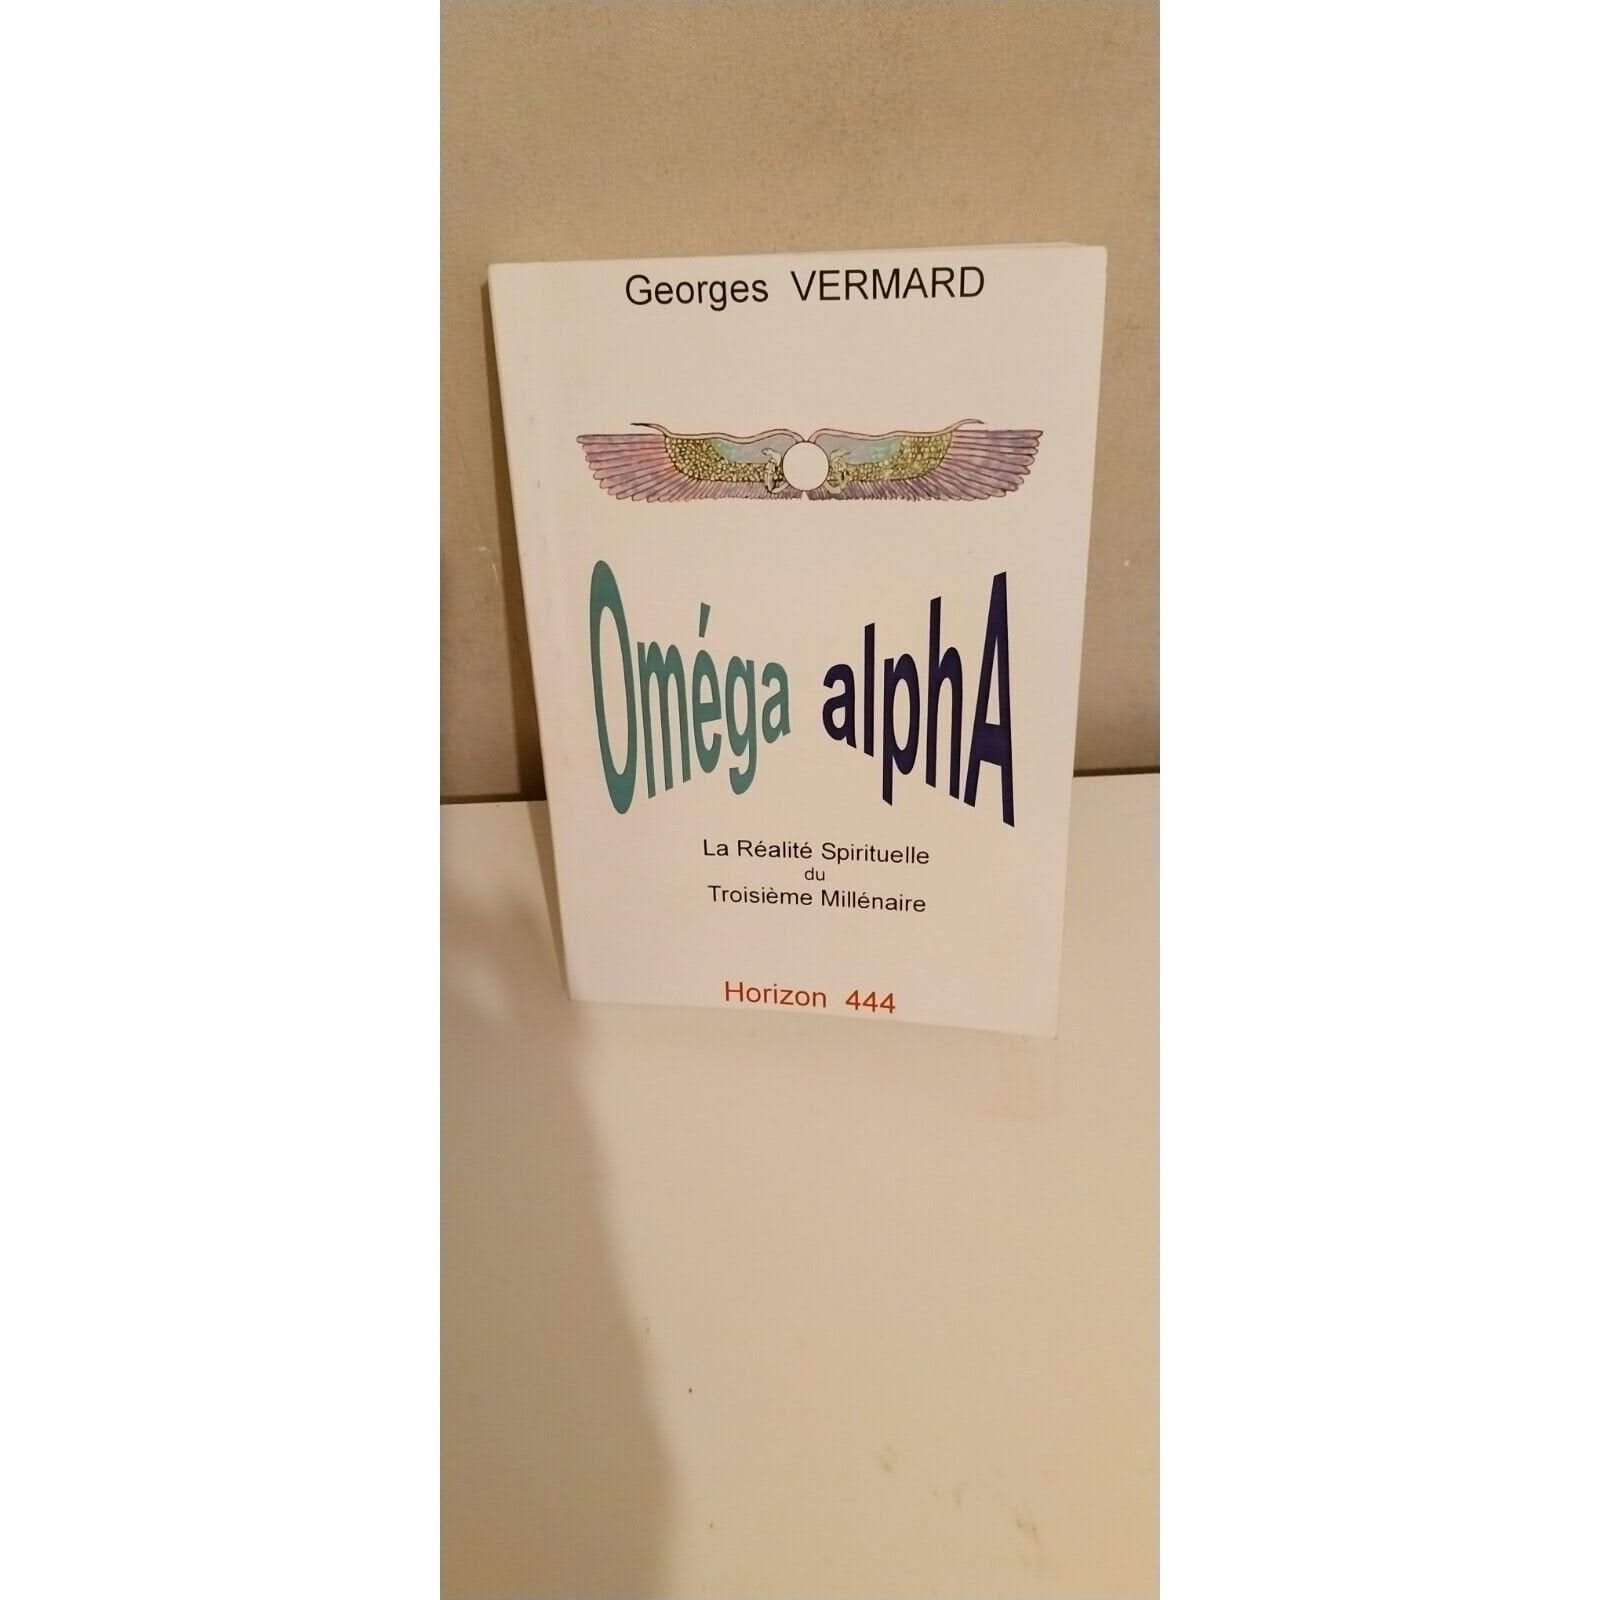 Georges VERMARD
Oméga alphA
La Réalité Spirituelle
du
Troisième Millénaire
Horizon 444